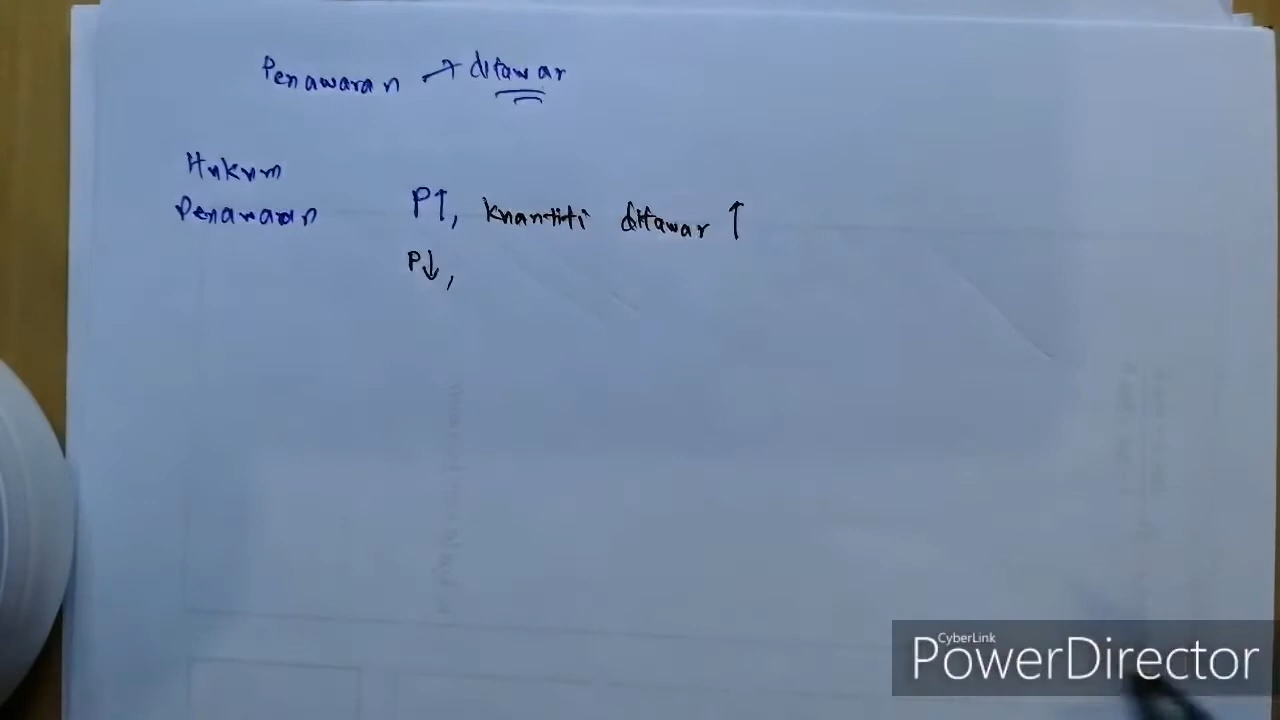 Penawaran → ditawar
Hukum
Penawaran
P↑, kuantiti ditawar ↑
P↓,
CyberLink
PowerDirector